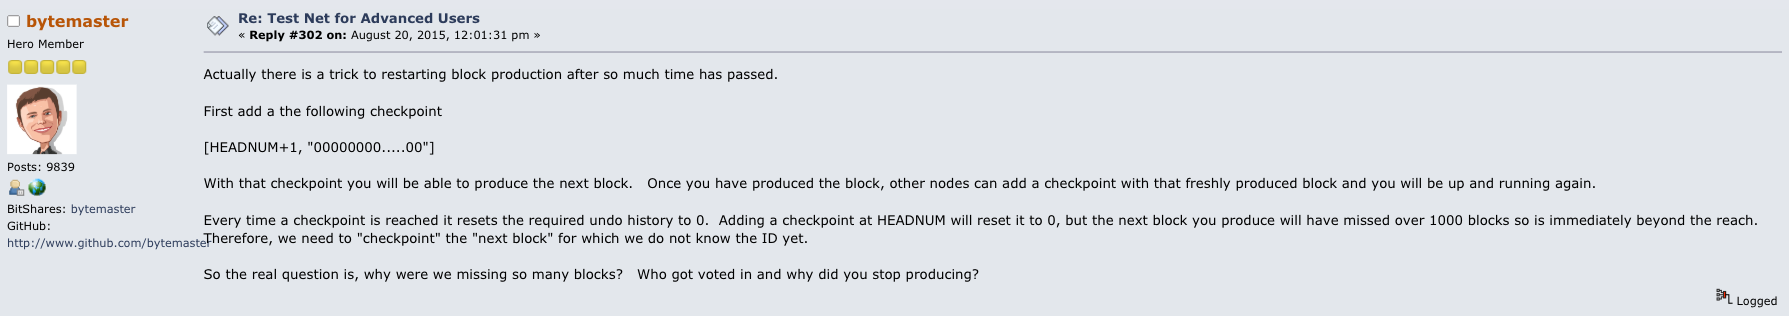 bytemaster
Hero Member
Posts: 9839
BitShares: bytemaster
GitHub:
http://www.github.com/bytemaster
Re: Test Net for Advanced Users
« Reply #302 on: August 20, 2015, 12:01:31 pm »
Actually there is a trick to restarting block production after so much time has passed.
First add a the following checkpoint
[HEADNUM+1, "00000000.....00"]
With that checkpoint you will be able to produce the next block.   Once you have produced the block, other nodes can add a checkpoint with that freshly produced block and you will be up and running again.
Every time a checkpoint is reached it resets the required undo history to 0.  Adding a checkpoint at HEADNUM will reset it to 0, but the next block you produce will have missed over 1000 blocks so is immediately beyond the reach.
Therefore, we need to "checkpoint" the "next block" for which we do not know the ID yet.
So the real question is, why were we missing so many blocks?   Who got voted in and why did you stop producing?
Logged